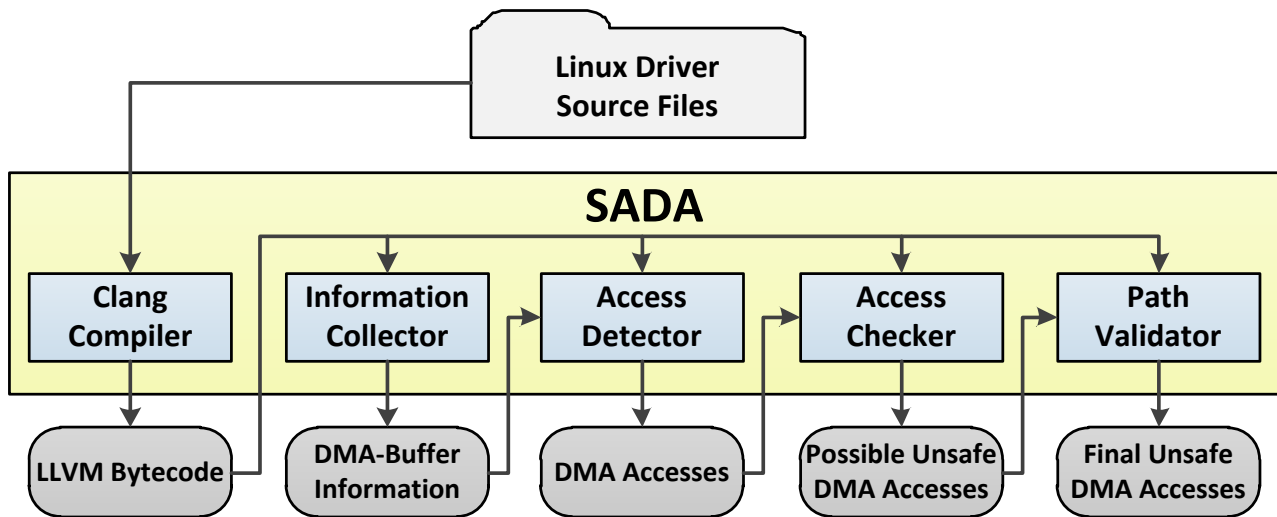 Linux Driver
Source Files
SADA
Clang
Compiler
Information
Collector
Access
Detector
Access
Checker
Path
Validator
LLVM Bytecode
DMA-Buffer
Information
DMA Accesses
Possible Unsafe
DMA Accesses
Final Unsafe
DMA Accesses